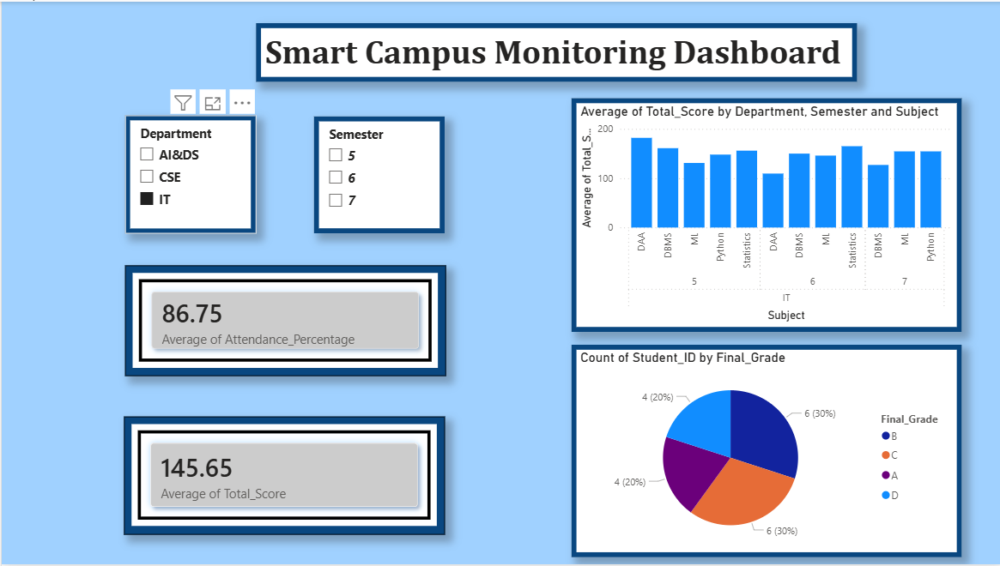 Smart Campus Monitoring Dashboard
Department
AI&DS
CSE
IT
Semester
5
6
7
86.75
Average of Attendance_Percentage
145.65
Average of Total_Score
Average of Total_Score by Department, Semester and Subject
Average of Total_S...
200
100
0
DAA
DBMS
ML
Python
Statistics
DAA
DBMS
ML
Statistics
DBMS
ML
Python
5
6
7
IT
Subject
Count of Student_ID by Final_Grade
4 (20%)
6 (30%)
4 (20%)
6 (30%)
Final_Grade
B
C
A
D